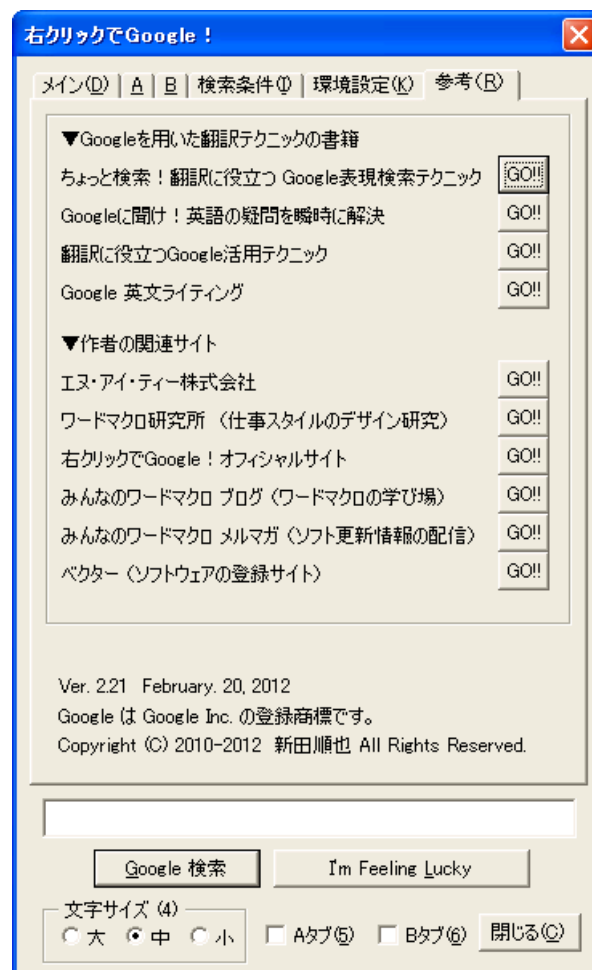 右クリックでGoogle！
メイン(D) A B 検索条件(I) 環境設定(K) 参考(R)
▼Googleを用いた翻訳テクニックの書籍
ちょっと検索！翻訳に役立つ Google表現検索テクニック GO!!
Googleに聞け！英語の疑問を瞬時に解決 GO!!
翻訳に役立つGoogle活用テクニック GO!!
Google 英文ライティング GO!!
▼作者の関連サイト
エヌ・アイ・ティー株式会社 GO!!
ワードマクロ研究所 （仕事スタイルのデザイン研究） GO!!
右クリックでGoogle！オフィシャルサイト GO!!
みんなのワードマクロ ブログ（ワードマクロの学び場） GO!!
みんなのワードマクロ メルマガ（ソフト更新情報の配信） GO!!
ベクター（ソフトウェアの登録サイト） GO!!
Ver. 2.21 February. 20, 2012
Google は Google Inc. の登録商標です。
Copyright (C) 2010-2012 新田順也 All Rights Reserved.
Google 検索 I'm Feeling Lucky
文字サイズ (4)
大 中 小 Aタブ(5) Bタブ(6) 閉じる(C)